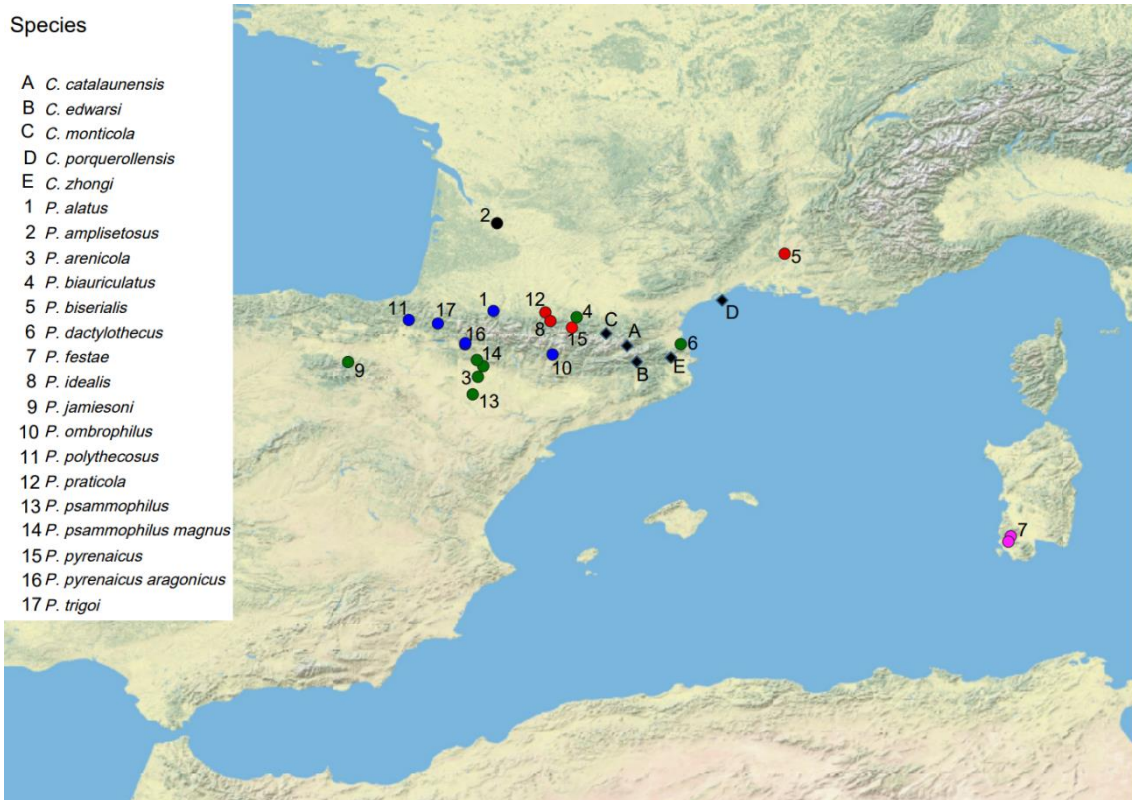 Species
A C. catalaunensis
B C. edwarsi
C C. monticola
D C. porquerollensis
E C. zhongi
1 P. alatus
2 P. amplisetosus
3 P. arenicola
4 P. biauriculatus
5 P. biserialis
6 P. dactylothecus
7 P. festae
8 P. idealis
9 P. jamiesoni
10 P. ombrophilus
11 P. polythecosus
12 P. praticola
13 P. psammophilus
14 P. psammophilus magnus
15 P. pyrenaicus
16 P. pyrenaicus aragonicus
17 P. trigoi
2
5
1
12
4
D
11
17
8
15
C
16
A
6
14
10
E
9
B
3
13
7